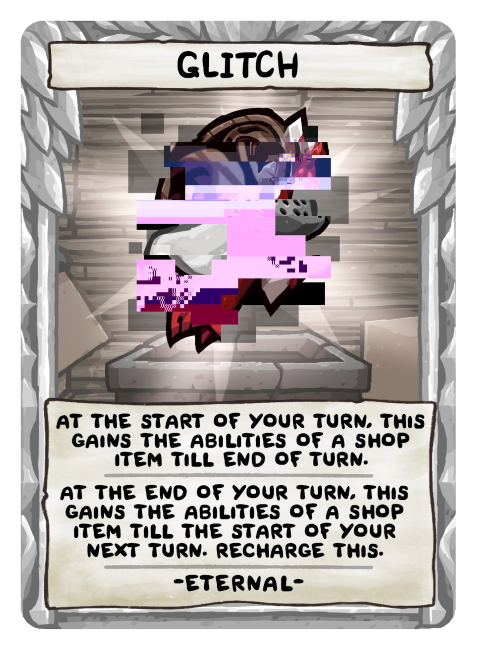 GLITCH
AT THE START OF YOUR TURN, THIS
GAINS THE ABILITIES OF A SHOP
ITEM TILL END OF TURN.
AT THE END OF YOUR TURN, THIS
GAINS THE ABILITIES OF A SHOP
ITEM TILL THE START OF YOUR
NEXT TURN. RECHARGE THIS.
-ETERNAL-